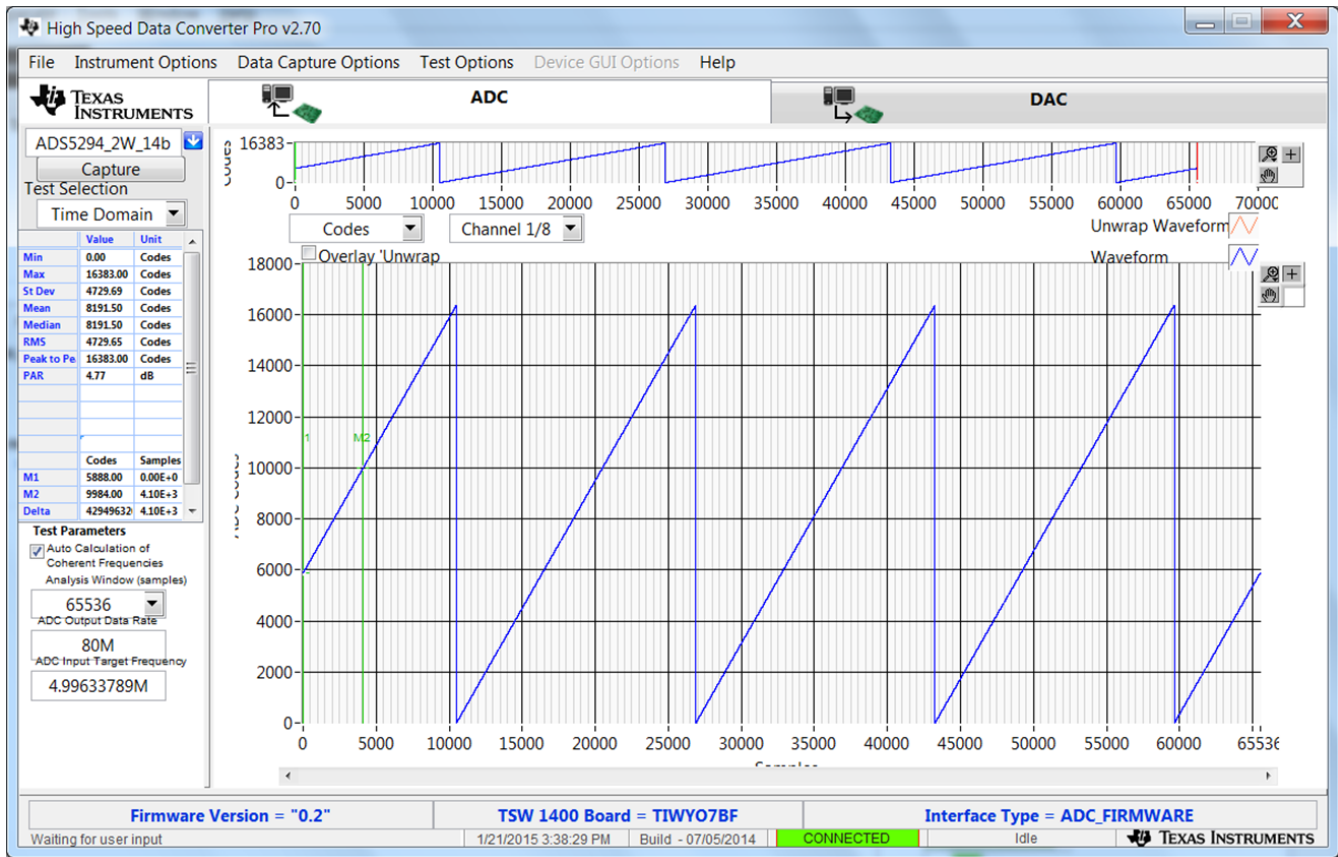 High Speed Data Converter Pro v2.70
File Instrument Options Data Capture Options Test Options Device GUI Options Help
TEXAS INSTRUMENTS
ADC
DAC
ADS5294_2W_14b
Capture
Test Selection
Time Domain
Value Unit
Min 0.00 Codes
Max 16383.00 Codes
St Dev 4729.69 Codes
Mean 8191.50 Codes
Median 8191.50 Codes
RMS 4729.65 Codes
Peak to Pe 16383.00 Codes
PAR 4.77 dB
Codes Samples
M1 5888.00 0.00E+0
M2 9984.00 4.10E+3
Delta 4.10E+3
Test Parameters
Auto Calculation of
Coherent Frequencies
Analysis Window (samples)
65536
ADC Output Data Rate
80M
ADC Input Target Frequency
4.99633789M
Codes
16383
0
0 5000 10000 15000 20000 25000 30000 35000 40000 45000 50000 55000 60000 65000
Codes Channel 1/8
Unwrap Waveform
Overlay 'Unwrap
Waveform
18000
16000
14000
12000
1 M2
10000
8000
6000
4000
2000
0
0 5000 10000 15000 20000 25000 30000 35000 40000 45000 50000 55000 60000
Firmware Version = "0.2" TSW 1400 Board = TIWYO7BF Interface Type = ADC_FIRMWARE
Waiting for user input 1/21/2015 3:38:29 PM Build - 07/05/2014 CONNECTED Idle TEXAS INSTRUMENTS